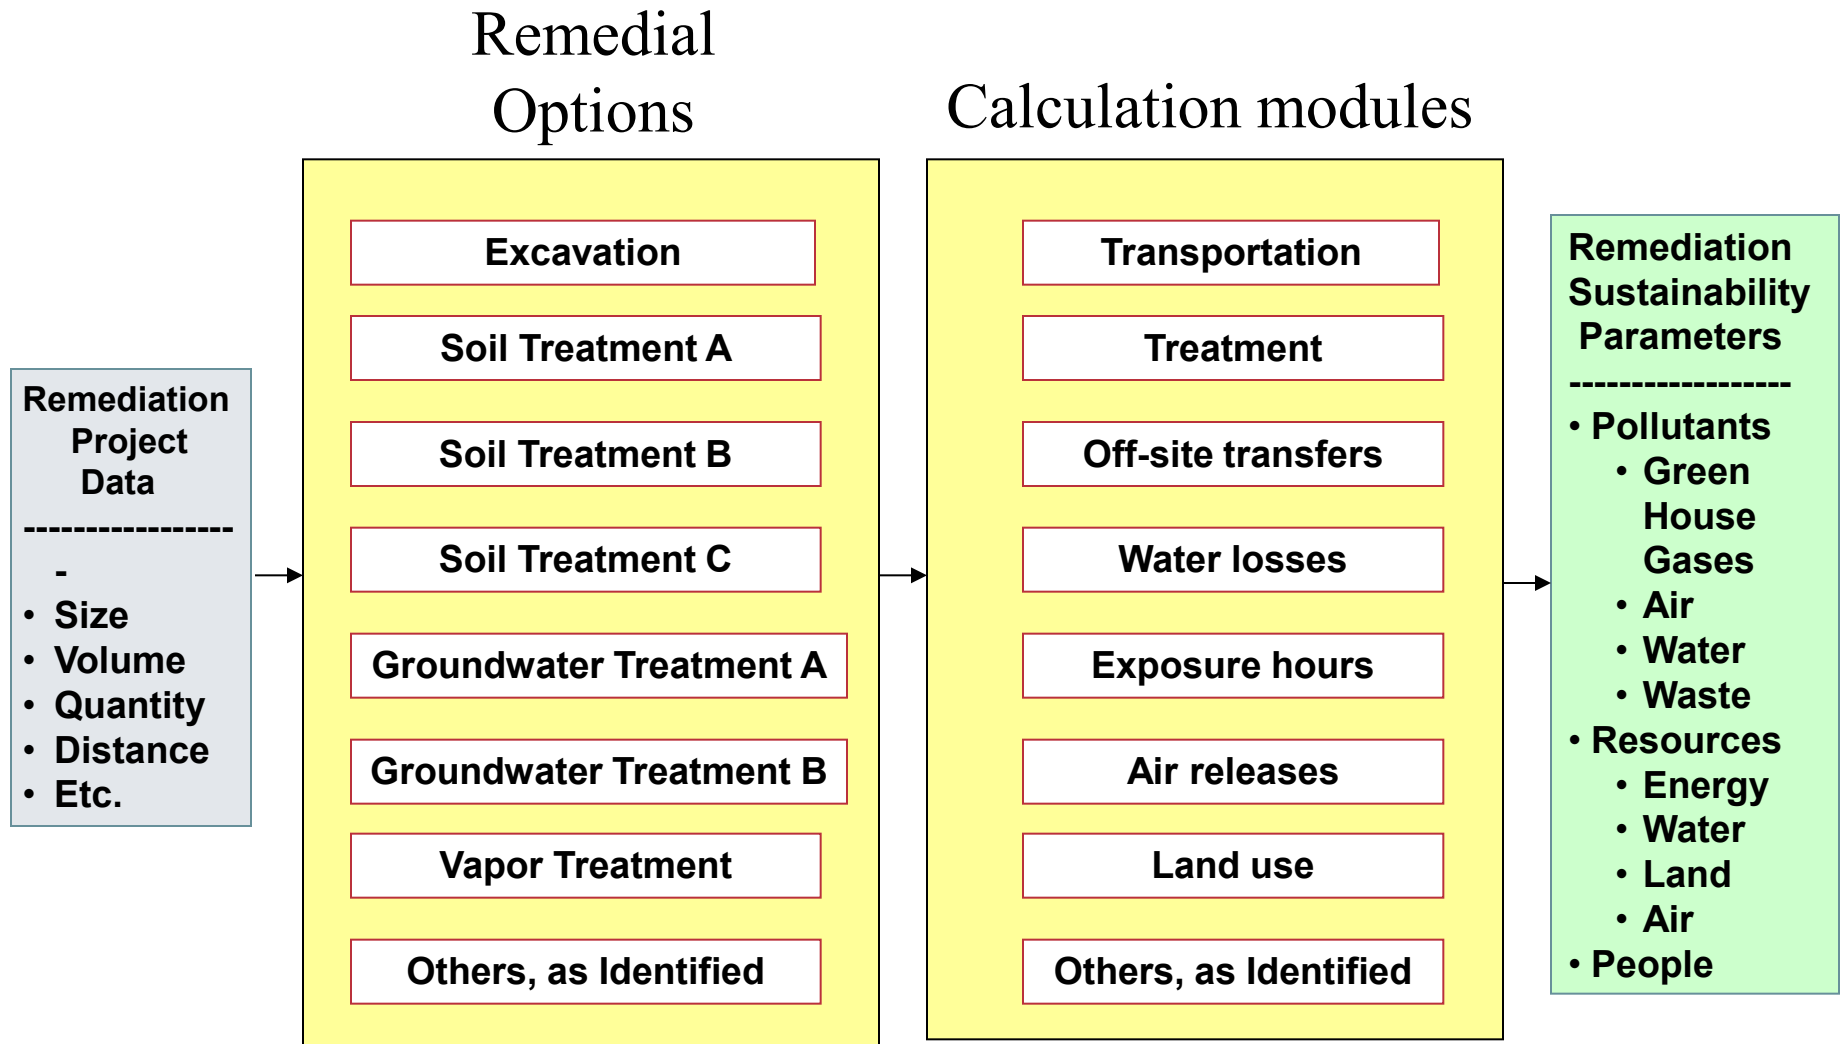 Remedial
Options
Calculation modules
Remediation
Project
Data
-----------------
-
• Size
• Volume
• Quantity
• Distance
• Etc.
Excavation
Soil Treatment A
Soil Treatment B
Soil Treatment C
Groundwater Treatment A
Groundwater Treatment B
Vapor Treatment
Others, as Identified
Transportation
Treatment
Off-site transfers
Water losses
Exposure hours
Air releases
Land use
Others, as Identified
Remediation
Sustainability
Parameters
------------------
• Pollutants
• Green
House
Gases
• Air
• Water
• Waste
• Resources
• Energy
• Water
• Land
• Air
• People